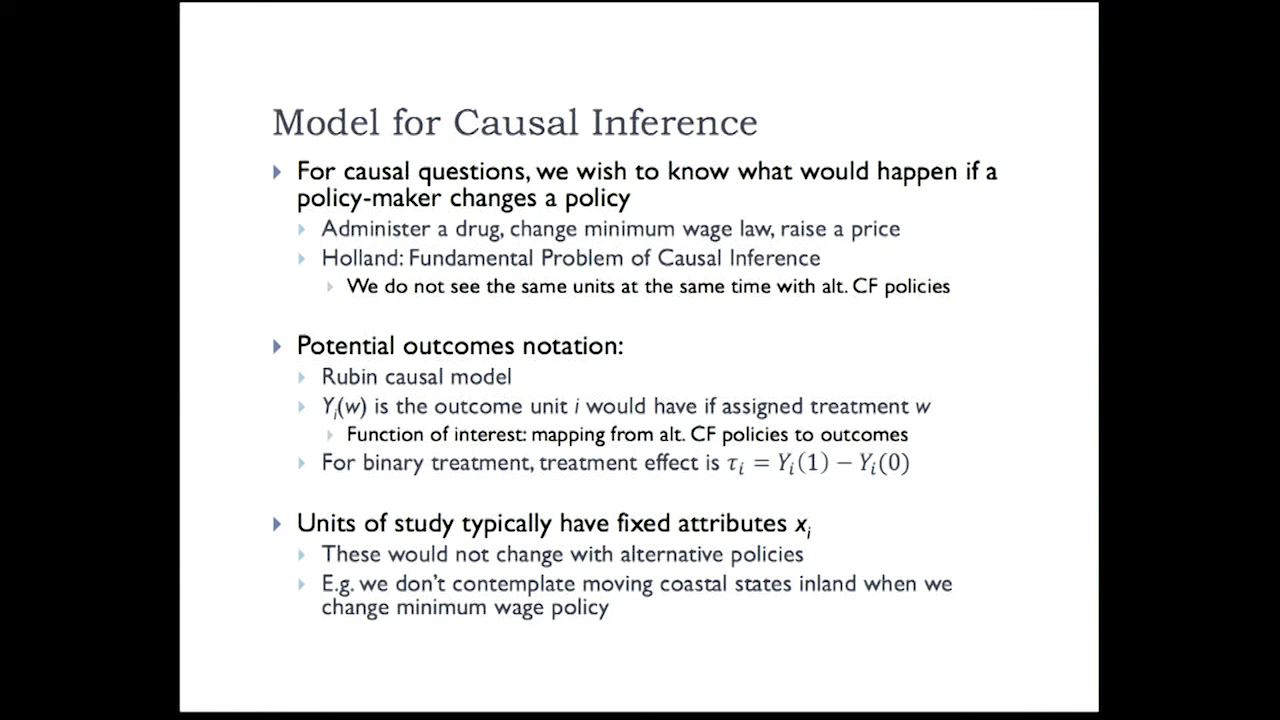 Model for Causal Inference
For causal questions, we wish to know what would happen if a
policy-maker changes a policy
Administer a drug, change minimum wage law, raise a price
Holland: Fundamental Problem of Causal Inference
We do not see the same units at the same time with alt. CF policies
Potential outcomes notation:
Rubin causal model
Yᵢ(w) is the outcome unit i would have if assigned treatment w
Function of interest: mapping from alt. CF policies to outcomes
For binary treatment, treatment effect is τᵢ = Yᵢ(1) − Yᵢ(0)
Units of study typically have fixed attributes xᵢ
These would not change with alternative policies
E.g. we don’t contemplate moving coastal states inland when we
change minimum wage policy